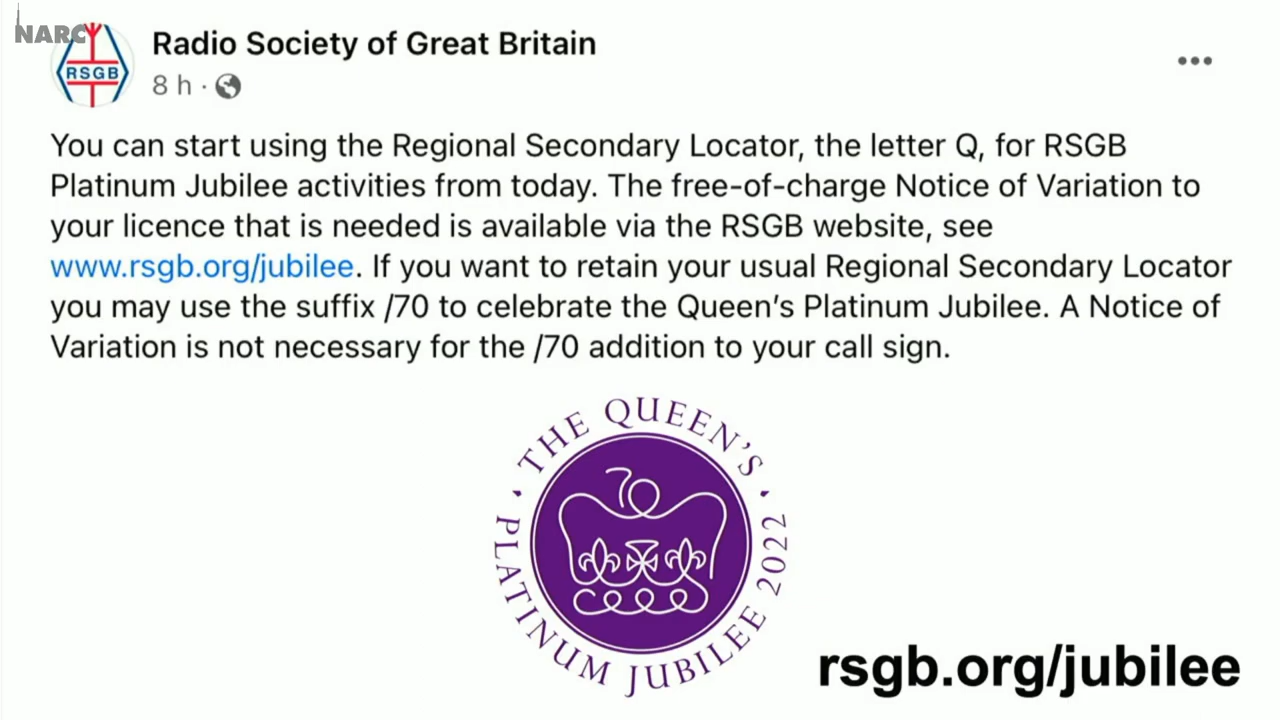 NARC
RSGB
Radio Society of Great Britain
8 h ·
You can start using the Regional Secondary Locator, the letter Q, for RSGB
Platinum Jubilee activities from today. The free-of-charge Notice of Variation to
your licence that is needed is available via the RSGB website, see
www.rsgb.org/jubilee. If you want to retain your usual Regional Secondary Locator
you may use the suffix /70 to celebrate the Queen's Platinum Jubilee. A Notice of
Variation is not necessary for the /70 addition to your call sign.
· THE QUEEN'S ·
70
PLATINUM JUBILEE 2022
rsgb.org/jubilee